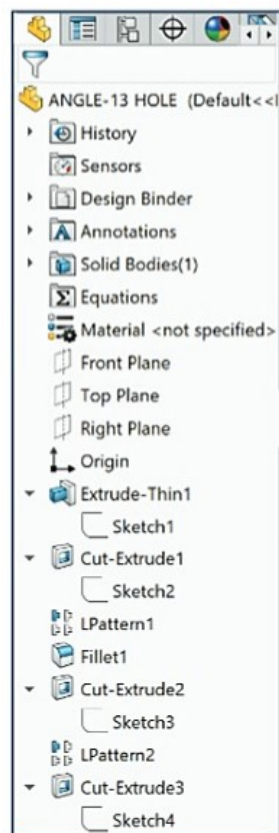 ANGLE-13 HOLE (Default<<
History
Sensors
Design Binder
Annotations
Solid Bodies(1)
Equations
Material <not specified>
Front Plane
Top Plane
Right Plane
Origin
Extrude-Thin1
Sketch1
Cut-Extrude1
Sketch2
LPattern1
Fillet1
Cut-Extrude2
Sketch3
LPattern2
Cut-Extrude3
Sketch4